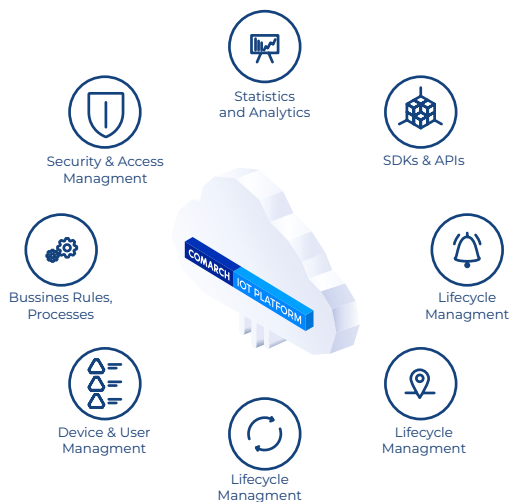 Statistics
and Analytics
Security & Access
Managment
SDKs & APIs
COMARCH IOT PLATFORM
Bussines Rules,
Processes
Lifecycle
Managment
Device & User
Managment
Lifecycle
Managment
Lifecycle
Managment